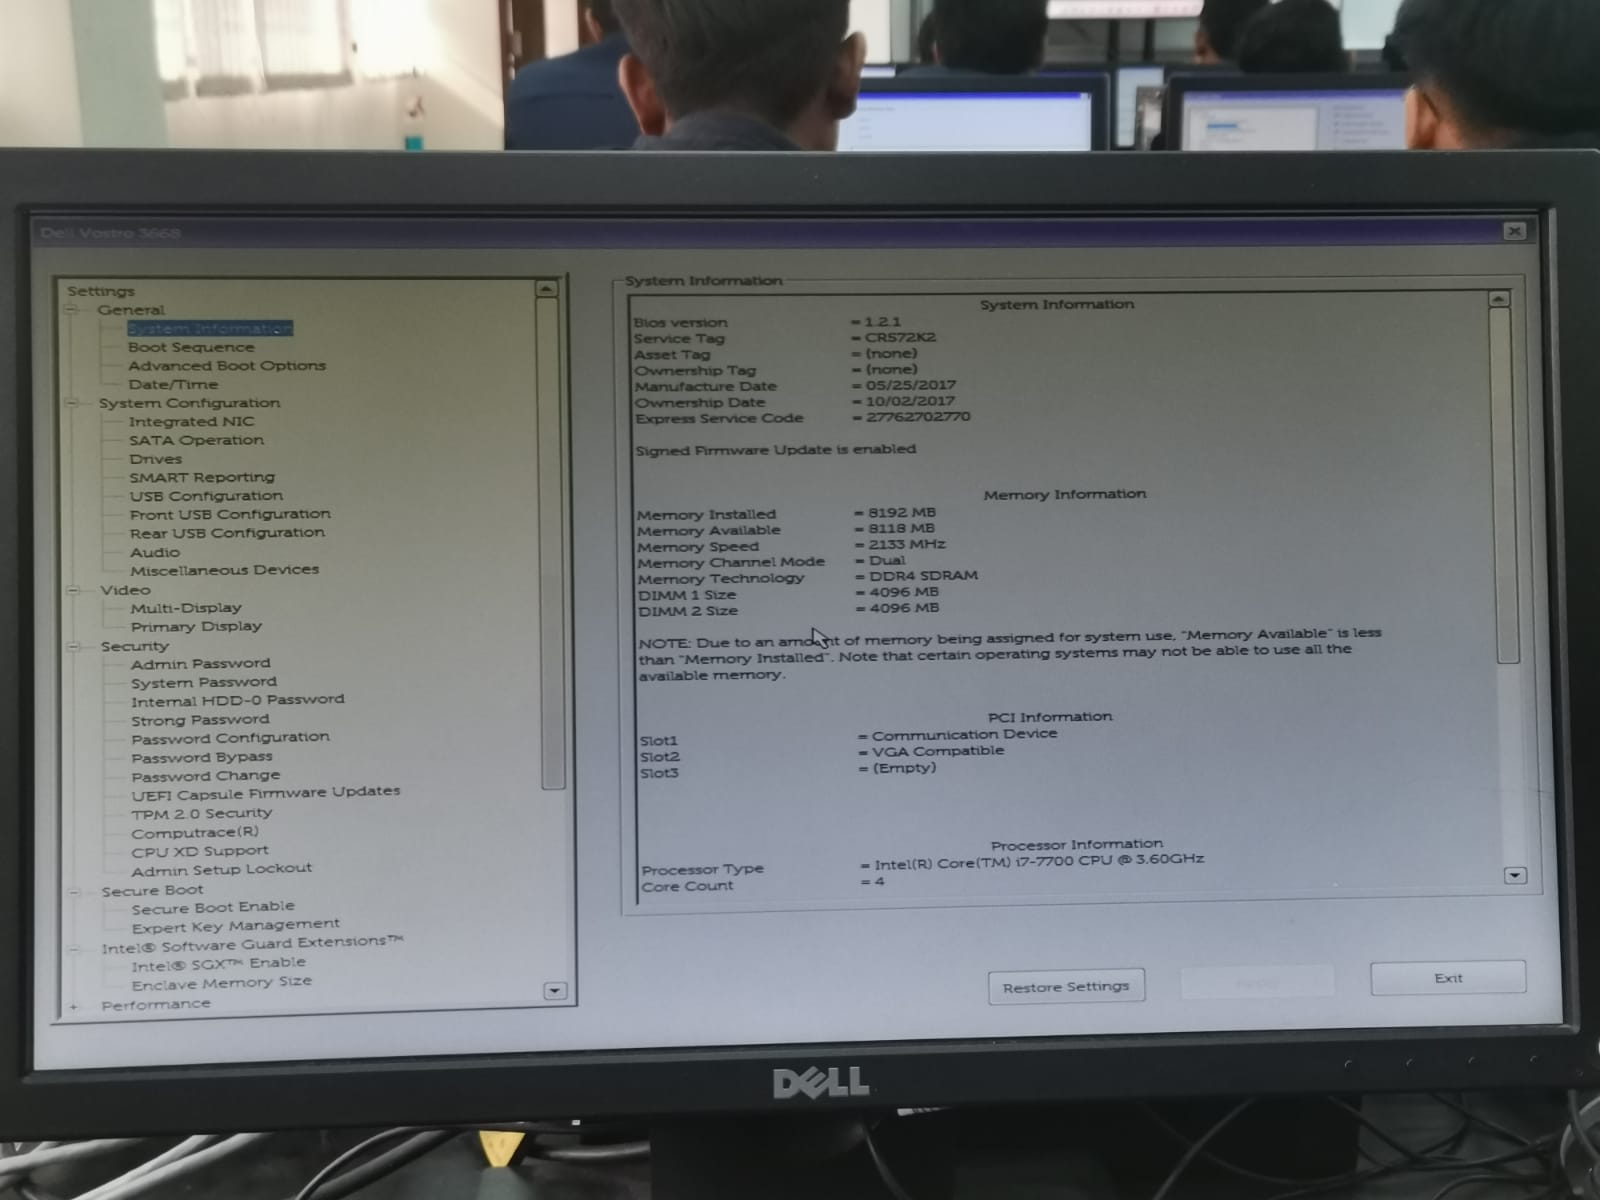 Dell Vostro 3668
Settings
General
System Information
Boot Sequence
Advanced Boot Options
Date/Time
System Configuration
Integrated NIC
SATA Operation
Drives
SMART Reporting
USB Configuration
Front USB Configuration
Rear USB Configuration
Audio
Miscellaneous Devices
Video
Multi-Display
Primary Display
Security
Admin Password
System Password
Internal HDD-0 Password
Strong Password
Password Configuration
Password Bypass
Password Change
UEFI Capsule Firmware Updates
TPM 2.0 Security
Computrace(R)
CPU XD Support
Admin Setup Lockout
Secure Boot
Secure Boot Enable
Expert Key Management
Intel® Software Guard Extensions™
Intel® SGX™ Enable
Enclave Memory Size
Performance
System Information
System Information
Bios version = 1.2.1
Service Tag = CR572K2
Asset Tag = (none)
Ownership Tag = (none)
Manufacture Date = 05/25/2017
Ownership Date = 10/02/2017
Express Service Code = 27762702770
Signed Firmware Update is enabled
Memory Information
Memory Installed = 8192 MB
Memory Available = 8118 MB
Memory Speed = 2133 MHz
Memory Channel Mode = Dual
Memory Technology = DDR4 SDRAM
DIMM 1 Size = 4096 MB
DIMM 2 Size = 4096 MB
NOTE: Due to an amount of memory being assigned for system use, "Memory Available" is less
than "Memory Installed". Note that certain operating systems may not be able to use all the
available memory.
PCI Information
Slot1 = Communication Device
Slot2 = VGA Compatible
Slot3 = (Empty)
Processor Information
Processor Type = Intel(R) Core(TM) i7-7700 CPU @ 3.60GHz
Core Count = 4
Restore Settings
Exit
DELL